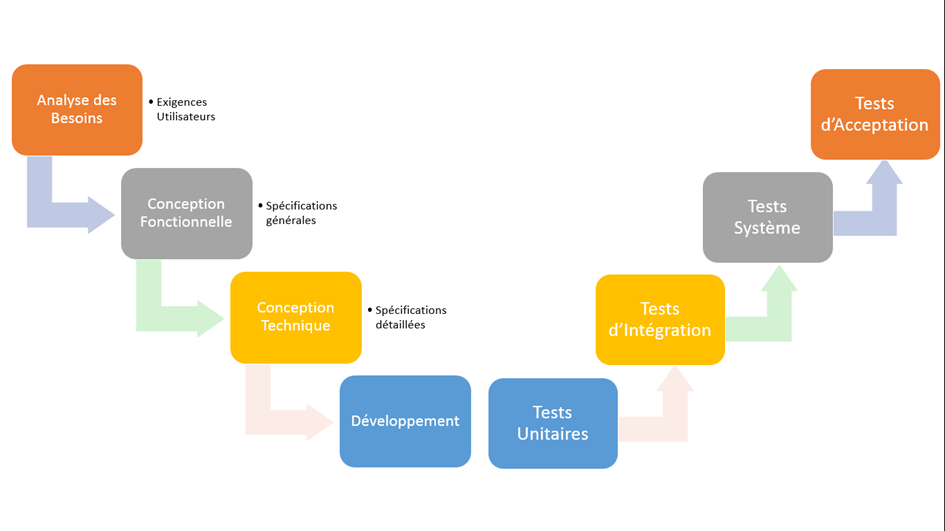 Analyse des
Besoins
• Exigences
Utilisateurs
Conception
Fonctionnelle
• Spécifications
générales
Conception
Technique
• Spécifications
détaillées
Développement
Tests
Unitaires
Tests
d’Intégration
Tests
Système
Tests
d’Acceptation